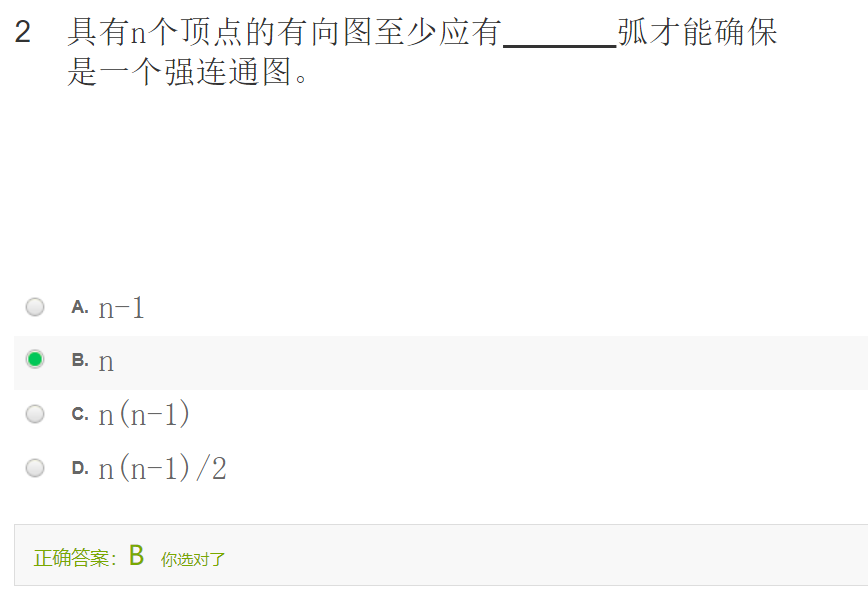 2 具有n个顶点的有向图至少应有_______弧才能确保
是一个强连通图。
A. n-1
B. n
C. n(n-1)
D. n(n-1)/2
正确答案：B 你选对了